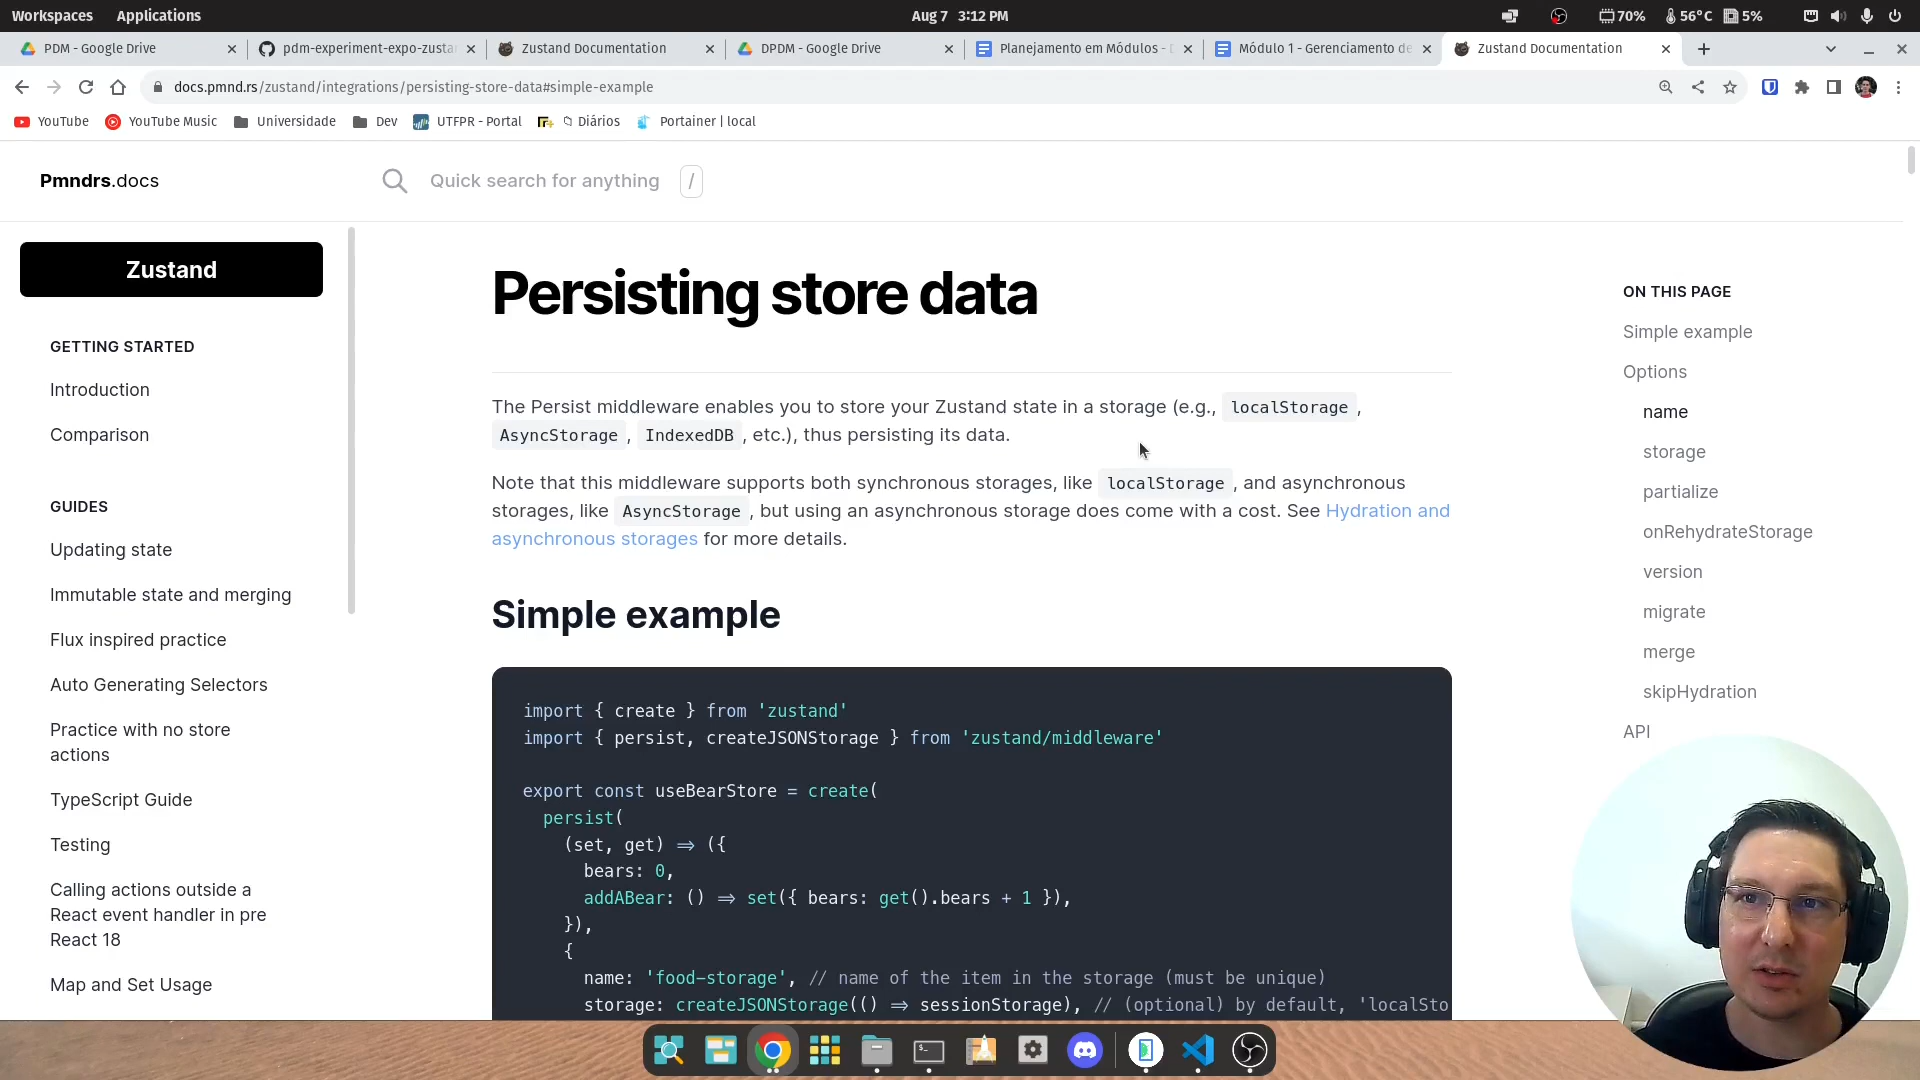 Workspaces Applications Aug 7 3:12 PM 70% 56°C 5%
PDM - Google Drive pdm-experiment-expo-zustan Zustand Documentation DPDM - Google Drive Planejamento em Módulos - Módulo 1 - Gerenciamento de Zustand Documentation
docs.pmnd.rs/zustand/integrations/persisting-store-data#simple-example
YouTube YouTube Music Universidade Dev UTFPR - Portal Diários Portainer | local
Pmndrs.docs Quick search for anything /
Zustand
GETTING STARTED
Introduction
Comparison
GUIDES
Updating state
Immutable state and merging
Flux inspired practice
Auto Generating Selectors
Practice with no store
actions
TypeScript Guide
Testing
Calling actions outside a
React event handler in pre
React 18
Map and Set Usage
Persisting store data
The Persist middleware enables you to store your Zustand state in a storage (e.g., localStorage ,
AsyncStorage , IndexedDB , etc.), thus persisting its data.
Note that this middleware supports both synchronous storages, like localStorage , and asynchronous
storages, like AsyncStorage , but using an asynchronous storage does come with a cost. See Hydration and
asynchronous storages for more details.
Simple example
import { create } from 'zustand'
import { persist, createJSONStorage } from 'zustand/middleware'
export const useBearStore = create(
persist(
(set, get) => ({
bears: 0,
addABear: () => set({ bears: get().bears + 1 }),
}),
{
name: 'food-storage', // name of the item in the storage (must be unique)
storage: createJSONStorage(() => sessionStorage), // (optional) by default, 'localSto
ON THIS PAGE
Simple example
Options
name
storage
partialize
onRehydrateStorage
version
migrate
merge
skipHydration
API